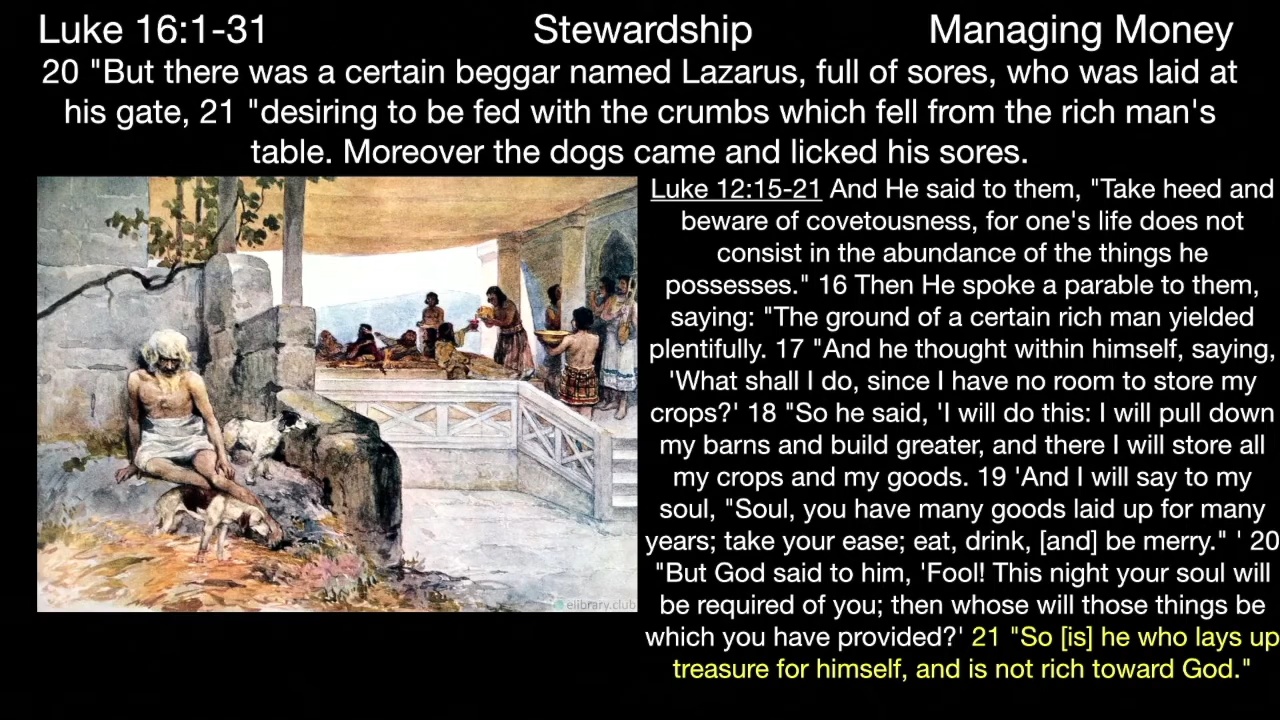 Luke 16:1-31 Stewardship Managing Money
20 "But there was a certain beggar named Lazarus, full of sores, who was laid at
his gate, 21 "desiring to be fed with the crumbs which fell from the rich man's
table. Moreover the dogs came and licked his sores.
Luke 12:15-21 And He said to them, "Take heed and
beware of covetousness, for one's life does not
consist in the abundance of the things he
possesses." 16 Then He spoke a parable to them,
saying: "The ground of a certain rich man yielded
plentifully. 17 "And he thought within himself, saying,
'What shall I do, since I have no room to store my
crops?' 18 "So he said, 'I will do this: I will pull down
my barns and build greater, and there I will store all
my crops and my goods. 19 'And I will say to my
soul, "Soul, you have many goods laid up for many
years; take your ease; eat, drink, [and] be merry." ' 20
"But God said to him, 'Fool! This night your soul will
be required of you; then whose will those things be
which you have provided?' 21 "So [is] he who lays up
treasure for himself, and is not rich toward God."
elibrary.club